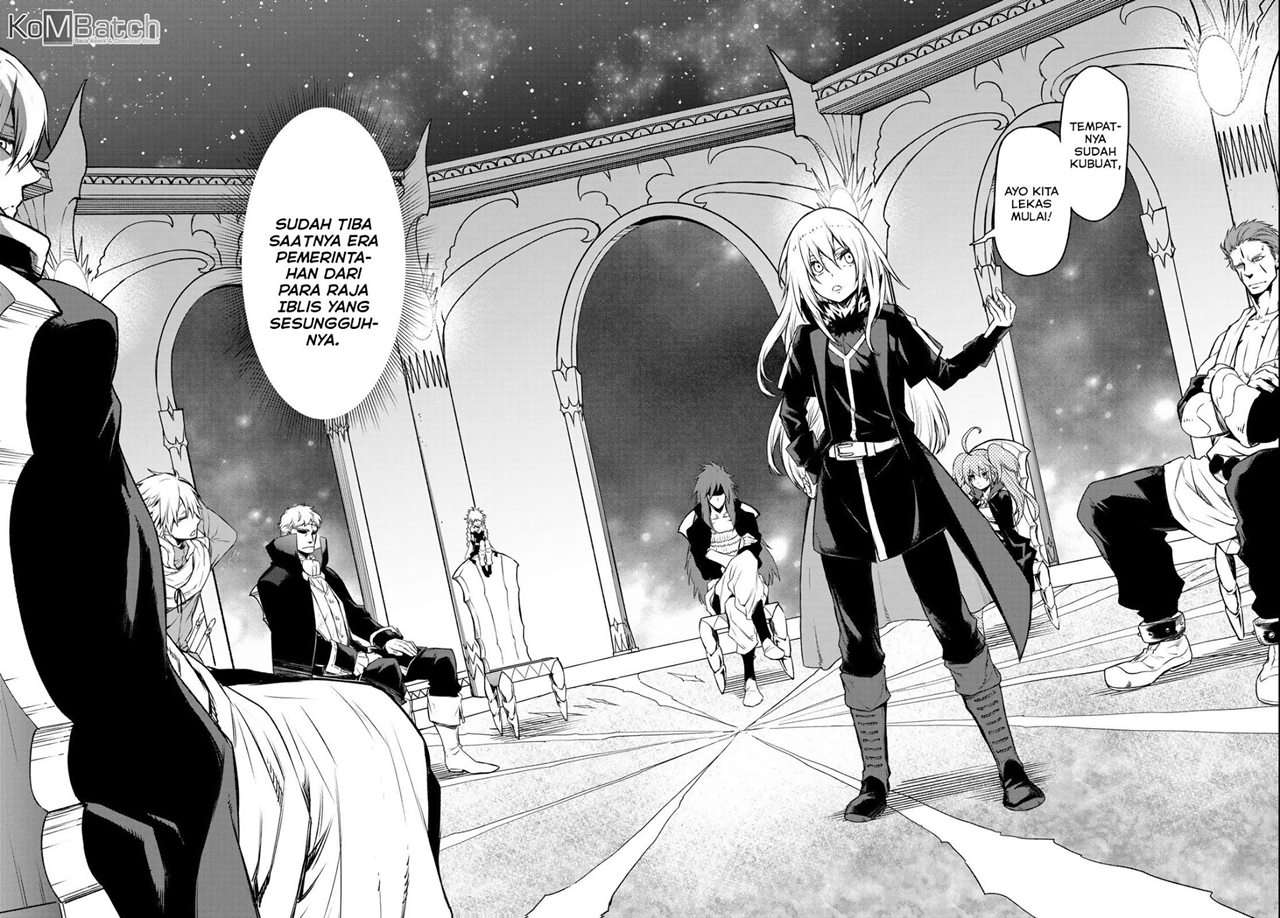 KoMBatch
TEMPAT-
NYA
SUDAH
KUBUAT,
AYO KITA
LEKAS
MULAI!
SUDAH TIBA
SAATNYA ERA
PEMERINTA-
HAN DARI
PARA RAJA
IBLIS YANG
SESUNGGUH-
NYA.